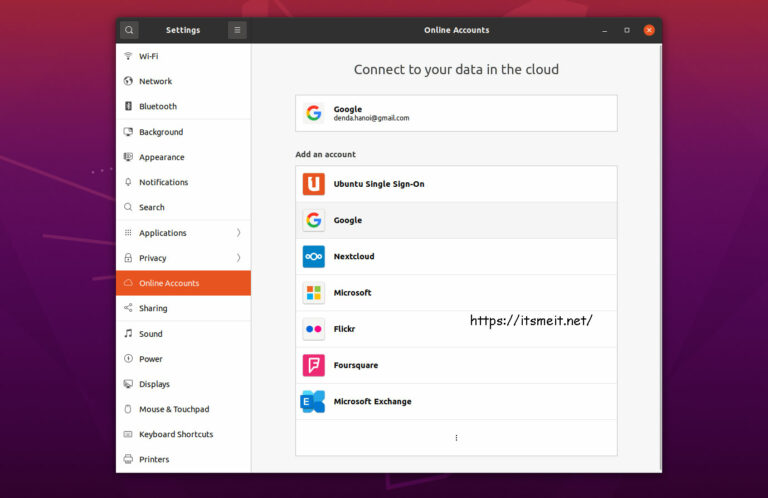 Settings
Online Accounts
Wi-Fi
Network
Bluetooth
Background
Appearance
Notifications
Search
Applications
Privacy
Online Accounts
Sharing
Sound
Power
Displays
Mouse & Touchpad
Keyboard Shortcuts
Printers
Connect to your data in the cloud
Google
denda.hanoi@gmail.com
Add an account
Ubuntu Single Sign-On
Google
Nextcloud
Microsoft
Flickr
https://itsmeit.net/
Foursquare
Microsoft Exchange